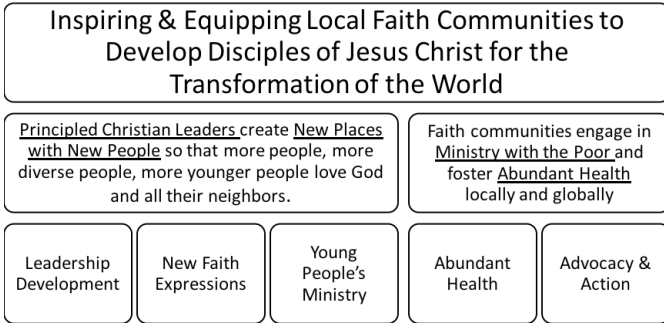 Inspiring & Equipping Local Faith Communities to
Develop Disciples of Jesus Christ for the
Transformation of the World
Principled Christian Leaders create New Places
with New People so that more people, more
diverse people, more younger people love God
and all their neighbors.
Faith communities engage in
Ministry with the Poor and
foster Abundant Health
locally and globally
Leadership
Development
New Faith
Expressions
Young
People’s
Ministry
Abundant
Health
Advocacy &
Action